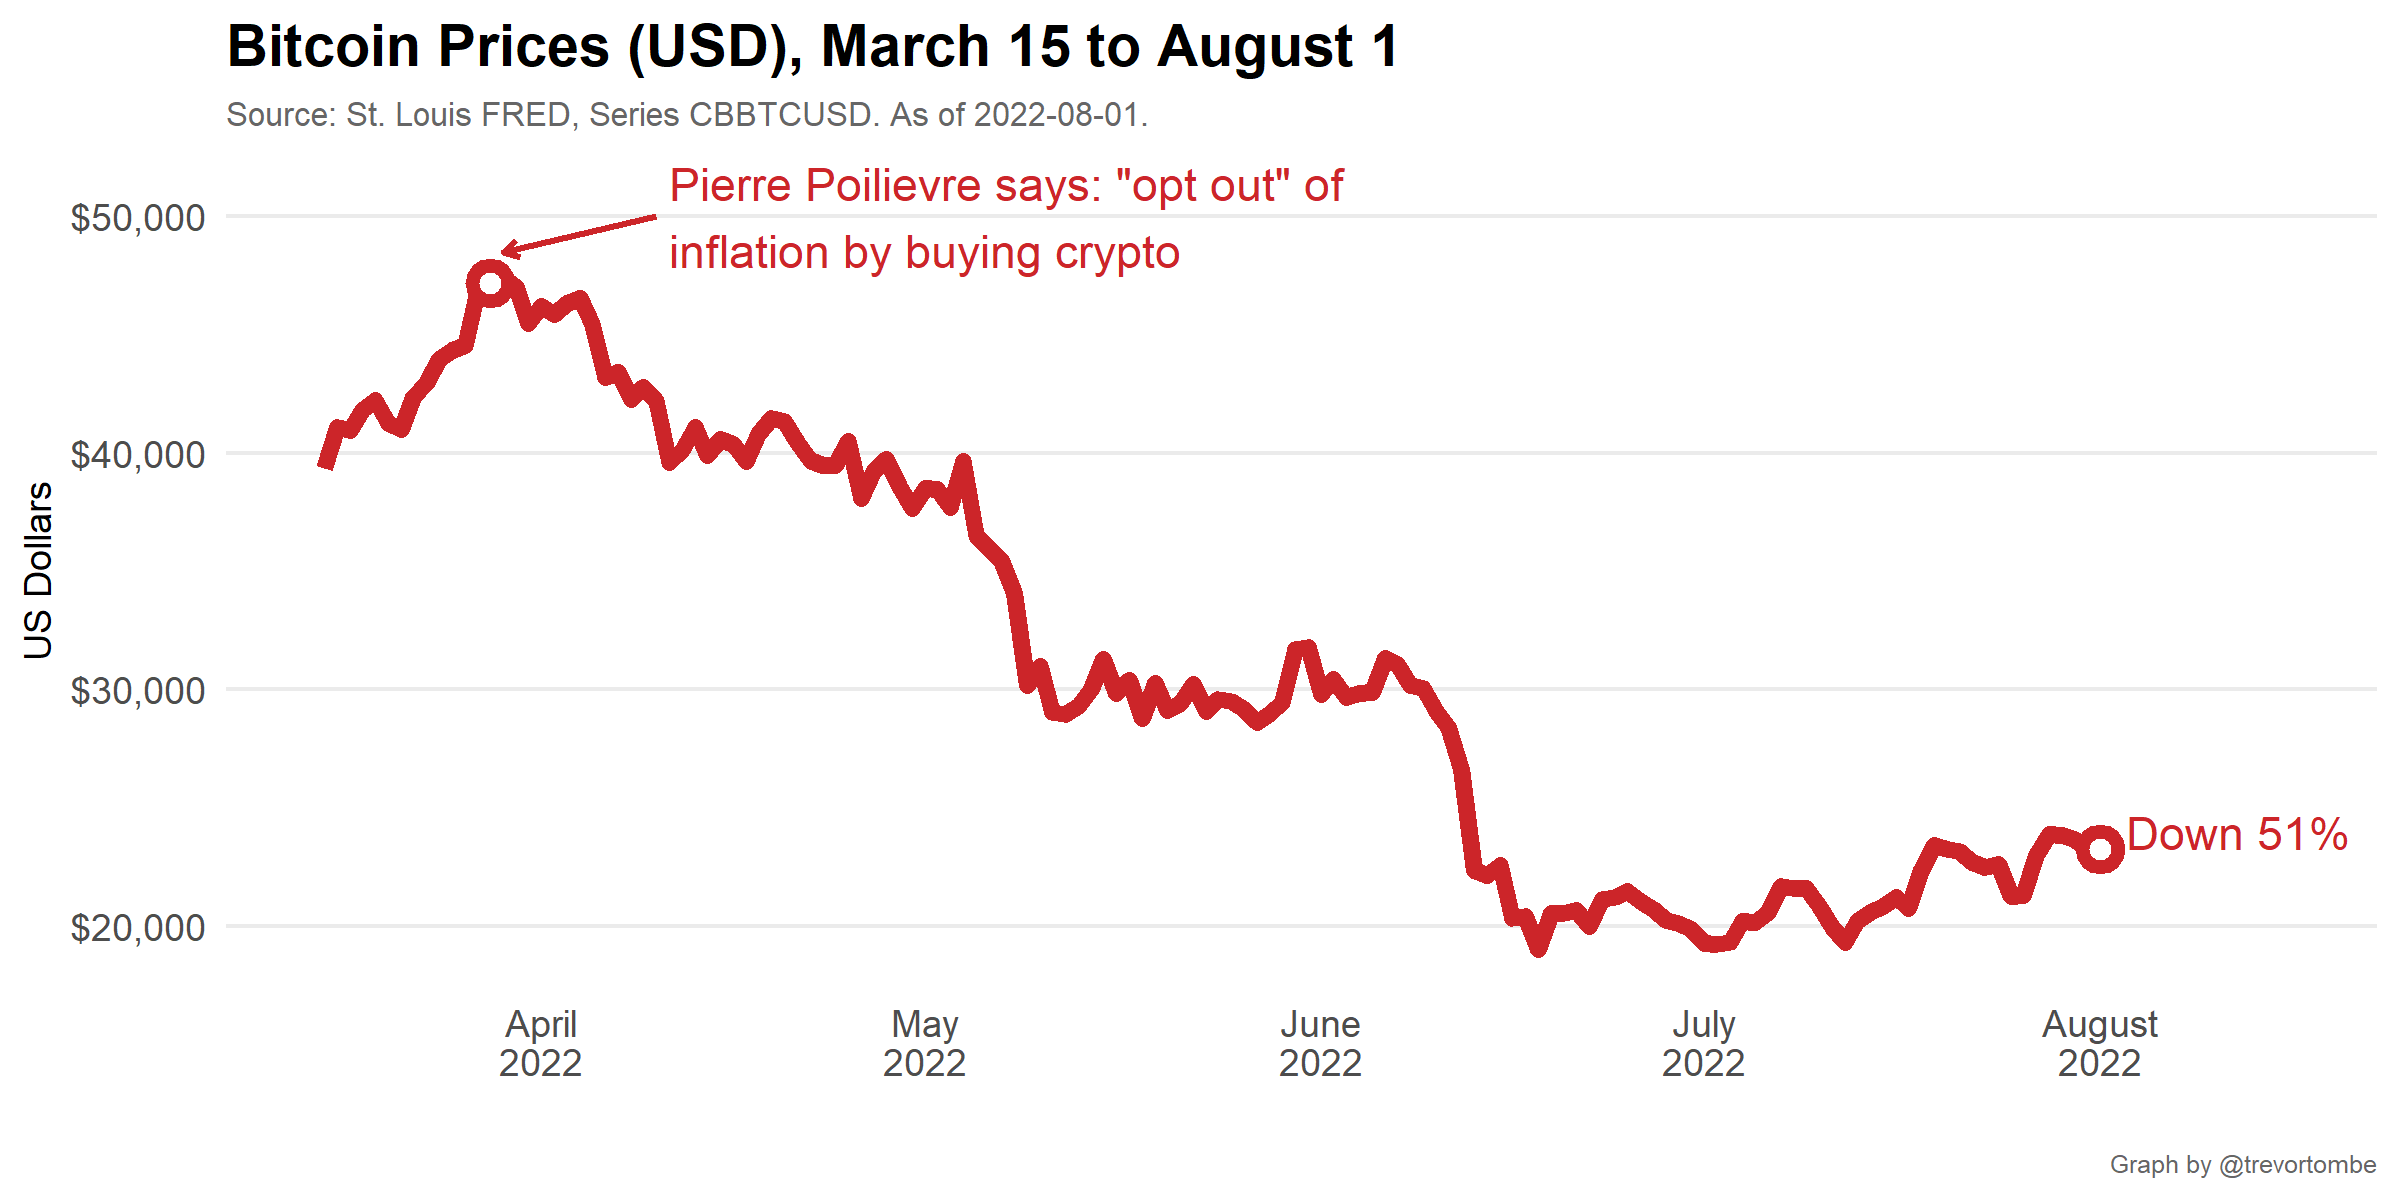 Bitcoin Prices (USD), March 15 to August 1
Source: St. Louis FRED, Series CBBTCUSD. As of 2022-08-01.
Pierre Poilievre says: "opt out" of
inflation by buying crypto
$50,000
$40,000
$30,000
$20,000
US Dollars
Down 51%
April
2022
May
2022
June
2022
July
2022
August
2022
Graph by @trevortombe